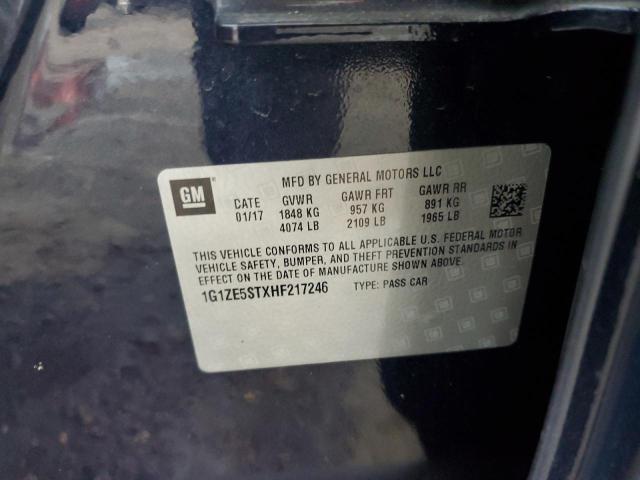 GM
MFD BY GENERAL MOTORS LLC
DATE GVWR GAWR FRT GAWR RR
01/17 1848 KG 957 KG 891 KG
4074 LB 2109 LB 1965 LB
THIS VEHICLE CONFORMS TO ALL APPLICABLE U.S. FEDERAL MOTOR
VEHICLE SAFETY, BUMPER, AND THEFT PREVENTION STANDARDS IN
EFFECT ON THE DATE OF MANUFACTURE SHOWN ABOVE.
1G1ZE5STXHF217246 TYPE: PASS CAR